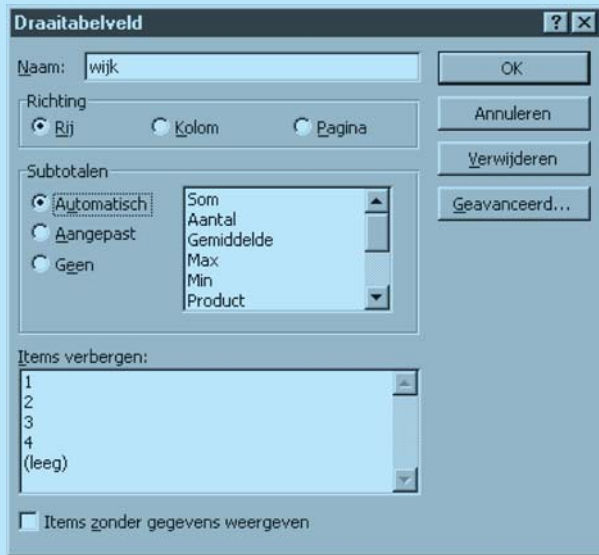 Draaitabelveld
Naam: wijk
OK
Richting
Rij Kolom Pagina
Annuleren
Verwijderen
Subtotalen
Automatisch
Aangepast
Geen
Som
Aantal
Gemiddelde
Max
Min
Product
Geavanceerd...
Items verbergen:
1
2
3
4
(leeg)
Items zonder gegevens weergeven